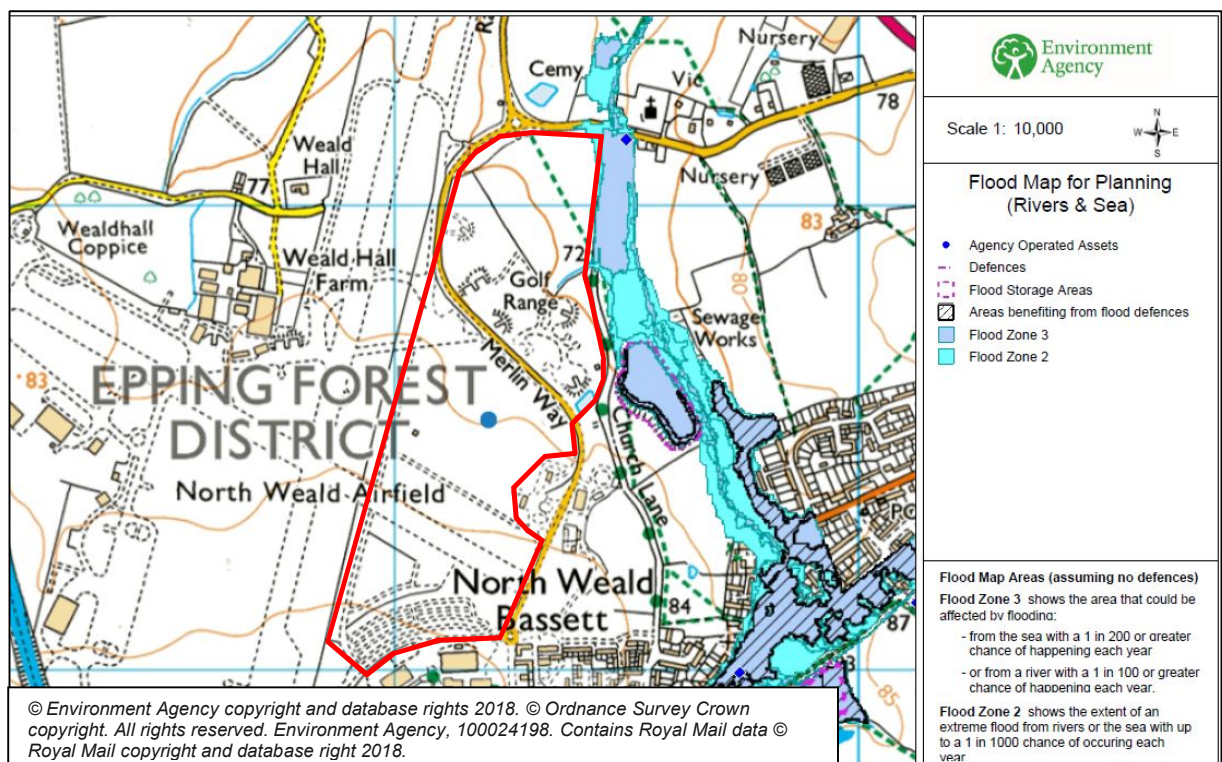 Cemy
Nursery
Vic
78
Weald
Hall
77
Nursery
83
Wealdhall
Coppice
Weald Hall
Farm
72
Golf
Range
80
Sewage
Works
Merlin Way
83
EPPING FOREST
DISTRICT
Church Lane
North Weald Airfield
PO
North Weald
Bassett
D
84
87
85
© Environment Agency copyright and database rights 2018. © Ordnance Survey Crown
copyright. All rights reserved. Environment Agency, 100024198. Contains Royal Mail data ©
Royal Mail copyright and database right 2018.
Environment
Agency
Scale 1: 10,000
N
W E
S
Flood Map for Planning
(Rivers & Sea)
Agency Operated Assets
Defences
Flood Storage Areas
Areas benefiting from flood defences
Flood Zone 3
Flood Zone 2
Flood Map Areas (assuming no defences)
Flood Zone 3 shows the area that could be
affected by flooding:
- from the sea with a 1 in 200 or greater
chance of happening each year
- or from a river with a 1 in 100 or greater
chance of happening each year.
Flood Zone 2 shows the extent of an
extreme flood from rivers or the sea with up
to a 1 in 1000 chance of occuring each
year